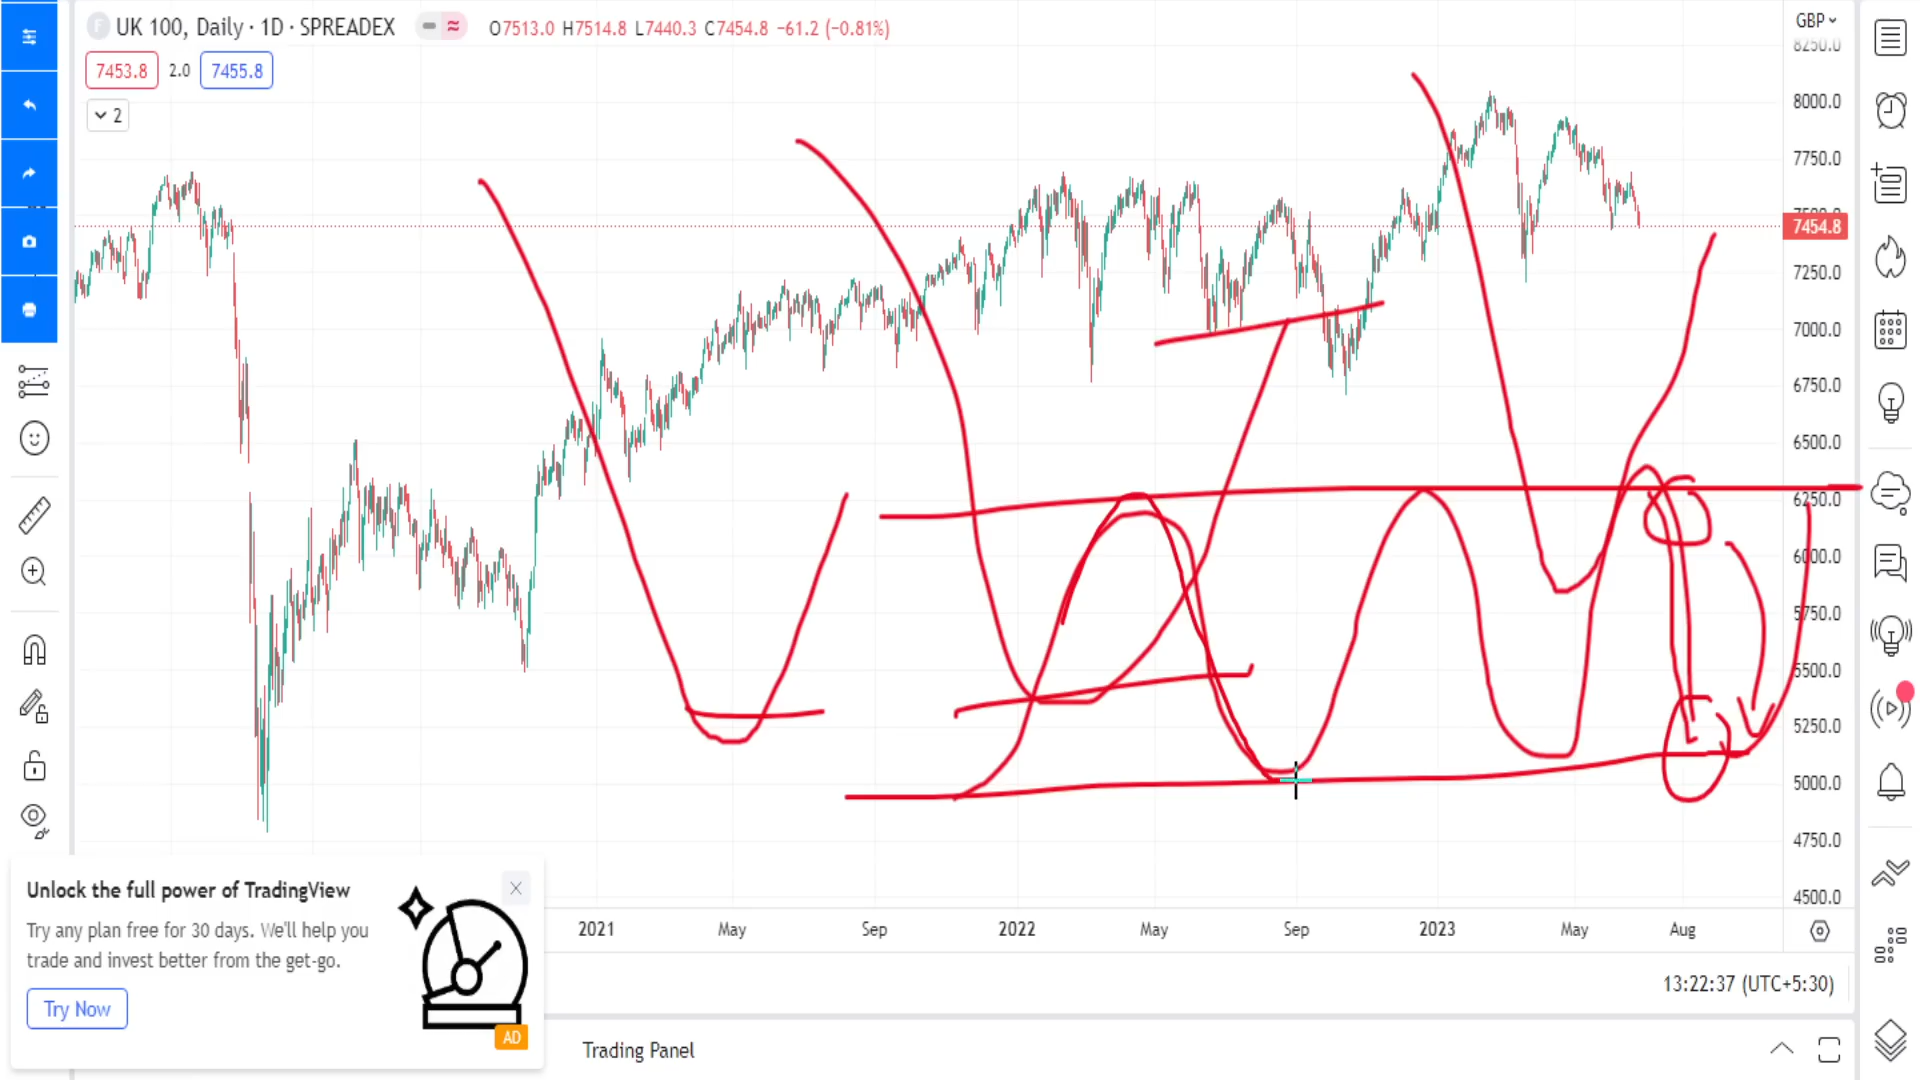 F UK 100, Daily · 1D · SPREADEX O7513.0 H7514.8 L7440.3 C7454.8 −61.2 (−0.81%)
GBP
8250.0
7453.8 2.0 7455.8
2
8000.0
7750.0
7500.0
7454.8
7250.0
7000.0
6750.0
6500.0
6250.0
6000.0
5750.0
5500.0
5250.0
5000.0
4750.0
4500.0
2021 May Sep 2022 May Sep 2023 May Aug
Unlock the full power of TradingView
Try any plan free for 30 days. We'll help you
trade and invest better from the get-go.
Try Now
AD
13:22:37 (UTC+5:30)
Trading Panel